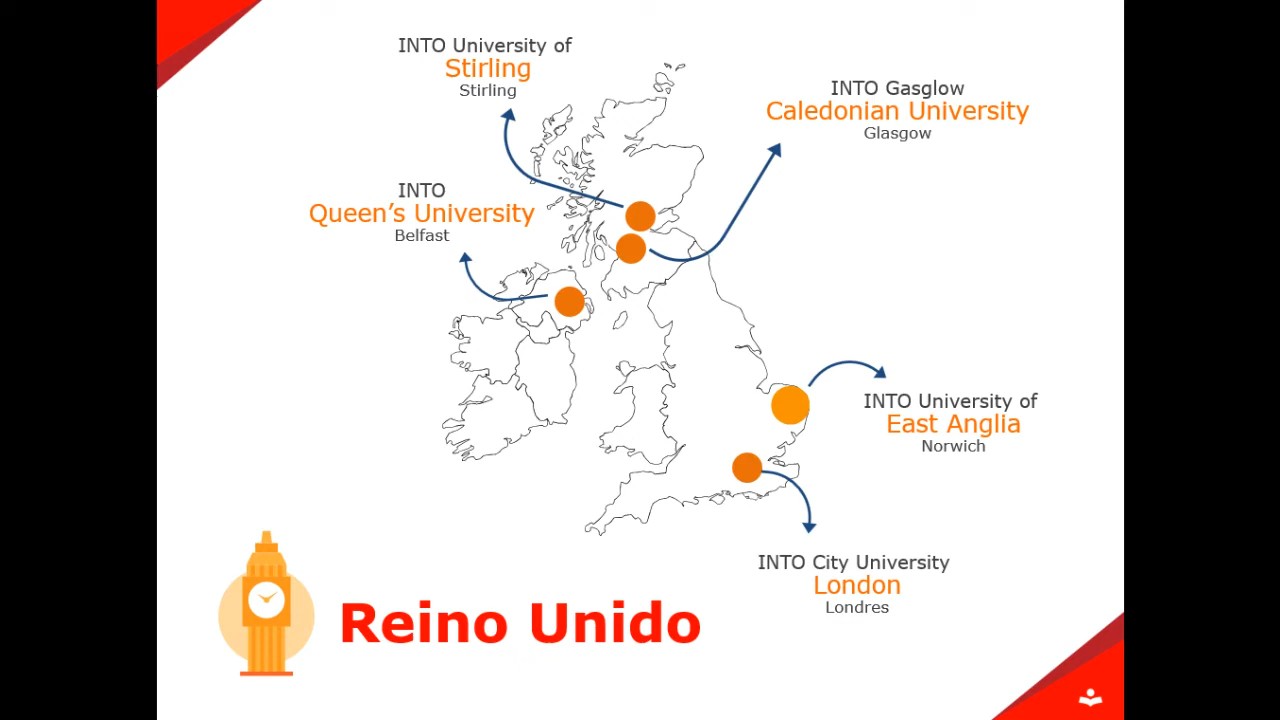 INTO University of
Stirling
Stirling
INTO Gasglow
Caledonian University
Glasgow
INTO
Queen’s University
Belfast
INTO University of
East Anglia
Norwich
INTO City University
London
Londres
Reino Unido